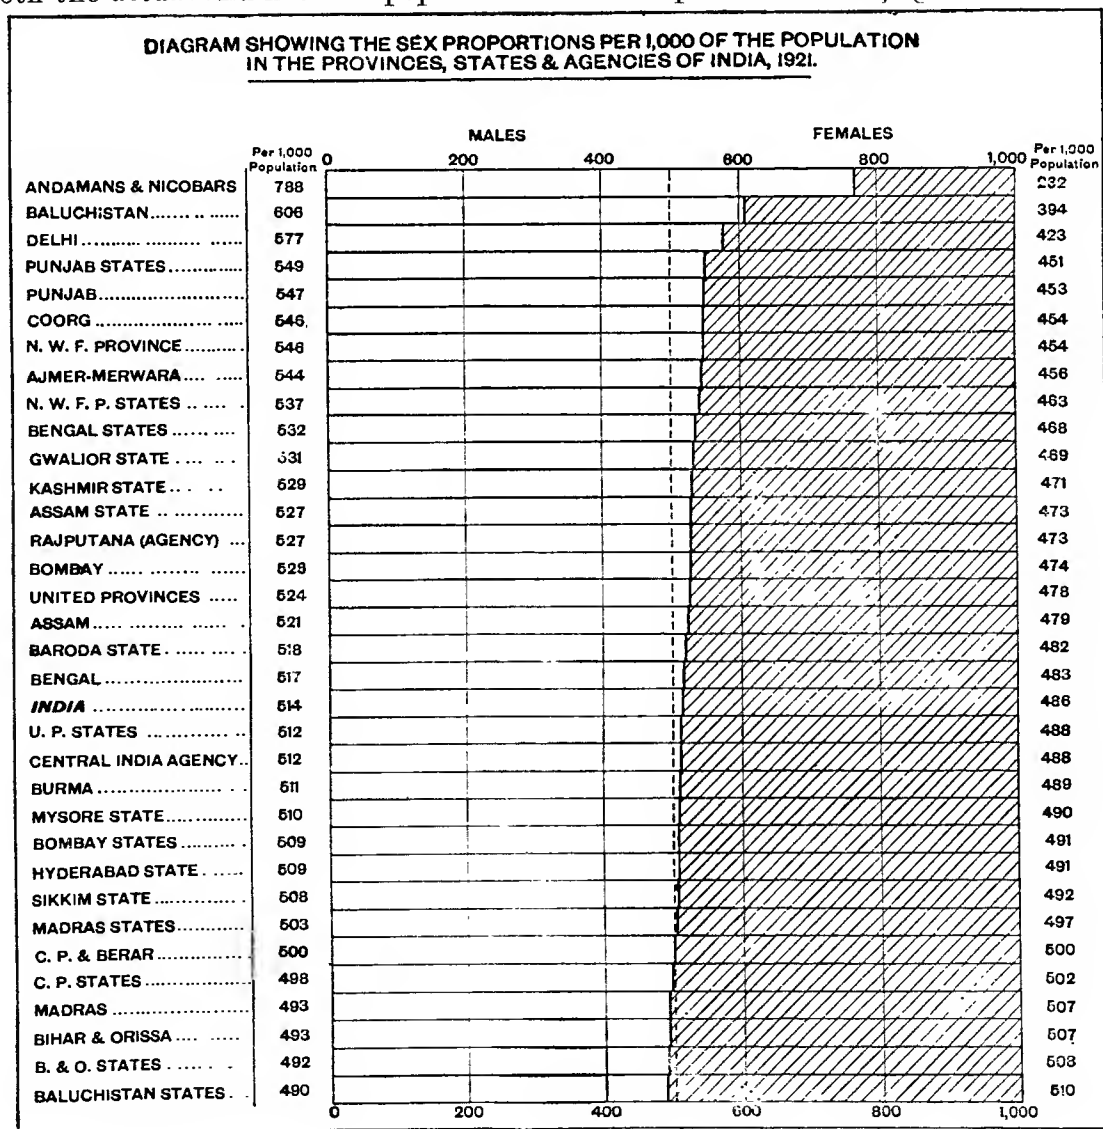 DIAGRAM SHOWING THE SEX PROPORTIONS PER 1,000 OF THE POPULATION
IN THE PROVINCES, STATES & AGENCIES OF INDIA, 1921.
MALES FEMALES
Per 1,000 Population 0 200 400 600 800 1,000 Per 1,000 Population
ANDAMANS & NICOBARS 768 232
BALUCHISTAN........ .. ...... 606 394
DELHI ........... .......... ...... 577 423
PUNJAB STATES............. 549 451
PUNJAB......................... 547 453
COORG ..................... ..... 546 454
N. W. F. PROVINCE.......... 546 454
AJMER-MERWARA.... ..... 544 456
N. W. F. P. STATES .. ..... . 537 463
BENGAL STATES ...... .... 532 468
GWALIOR STATE . ... .. . 531 469
KASHMIR STATE.. . .. 529 471
ASSAM STATE .. ............ 527 473
RAJPUTANA (AGENCY) ... 527 473
BOMBAY ...... ........ ...... 526 474
UNITED PROVINCES ..... 524 476
ASSAM..... ......... ...... . 521 479
BARODA STATE. ..... ... . 518 482
BENGAL ....................... 517 483
INDIA .......................... 514 486
U. P. STATES ............. .. 512 488
CENTRAL INDIA AGENCY.. 512 488
BURMA ..................... . . 511 489
MYSORE STATE.............. 510 490
BOMBAY STATES.......... . 509 491
HYDERABAD STATE . ..... 509 491
SIKKIM STATE ............. . 508 492
MADRAS STATES............ 503 497
C. P. & BERAR............... 500 500
C. P. STATES ................... 498 502
MADRAS ....................... 493 507
BIHAR & ORISSA.... ...... 493 507
B. & O. STATES . ..... . 492 508
BALUCHISTAN STATES. . 490 510
0 200 400 600 800 1,000